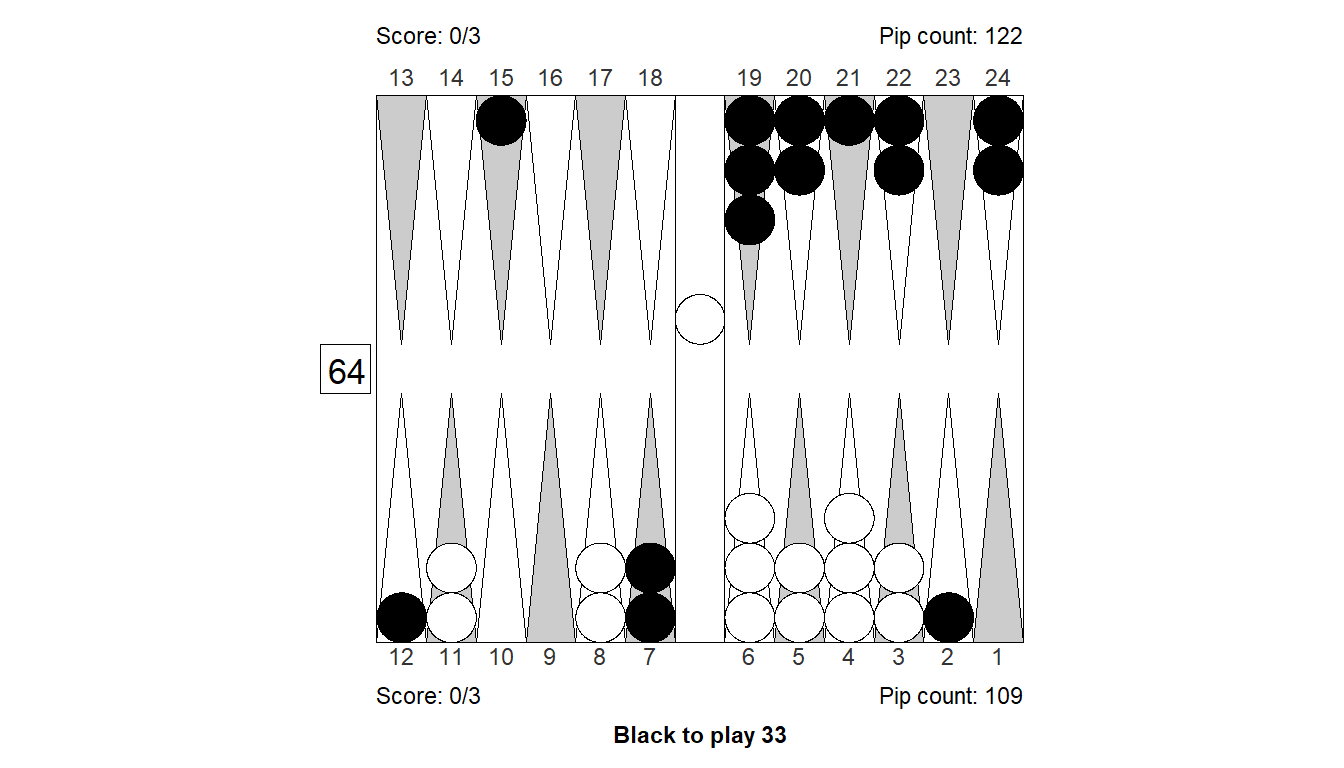 Score: 0/3 Pip count: 122
13 14 15 16 17 18 19 20 21 22 23 24
64
12 11 10 9 8 7 6 5 4 3 2 1
Score: 0/3 Pip count: 109
Black to play 33